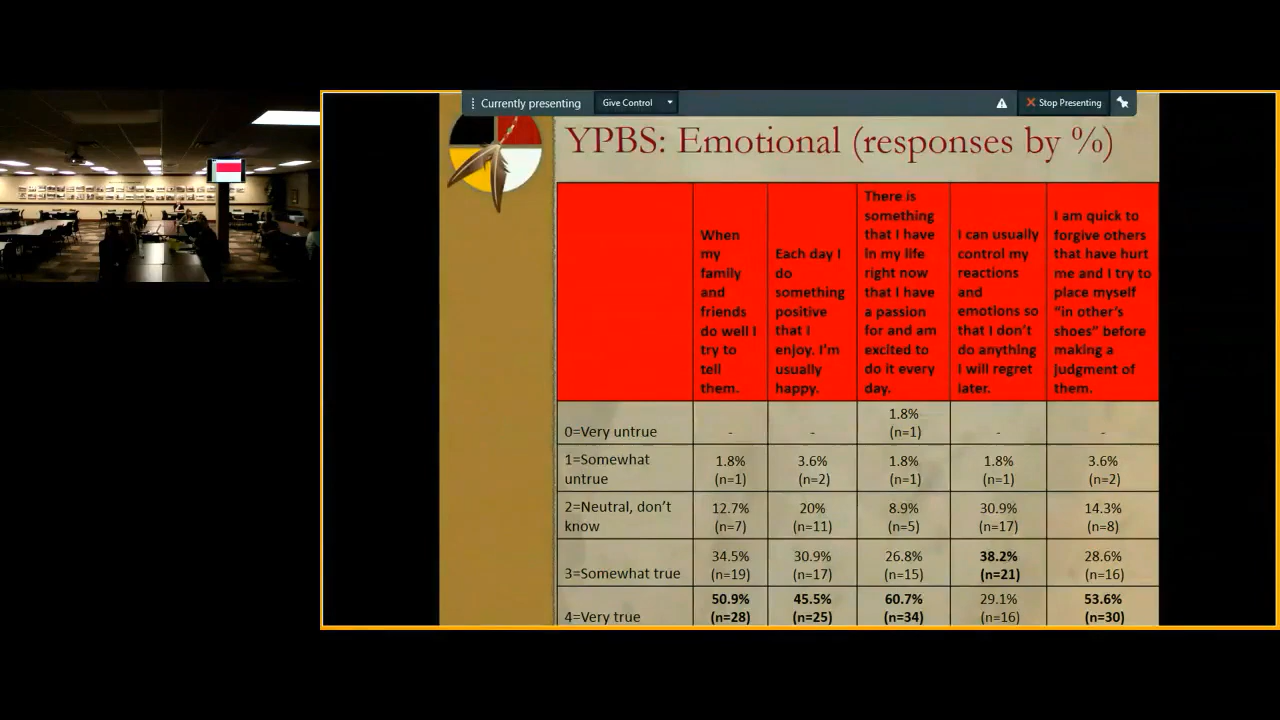 Currently presenting
Give Control
Stop Presenting
YPBS: Emotional (responses by %)
When
my
family
and
friends
do well I
try to
tell
them.
Each day I
do
something
positive
that I
enjoy. I'm
usually
happy.
There is
something
that I have
in my life
right now
that I have
a passion
for and am
excited to
do it every
day.
I can usually
control my
reactions
and
emotions so
that I don't
do anything
I will regret
later.
I am quick to
forgive others
that have hurt
me and I try to
place myself
"in other's
shoes" before
making a
judgment of
them.
0=Very untrue
-
-
1.8%
(n=1)
-
-
1=Somewhat
untrue
1.8%
(n=1)
3.6%
(n=2)
1.8%
(n=1)
1.8%
(n=1)
3.6%
(n=2)
2=Neutral, don't
know
12.7%
(n=7)
20%
(n=11)
8.9%
(n=5)
30.9%
(n=17)
14.3%
(n=8)
3=Somewhat true
34.5%
(n=19)
30.9%
(n=17)
26.8%
(n=15)
38.2%
(n=21)
28.6%
(n=16)
4=Very true
50.9%
(n=28)
45.5%
(n=25)
60.7%
(n=34)
29.1%
(n=16)
53.6%
(n=30)